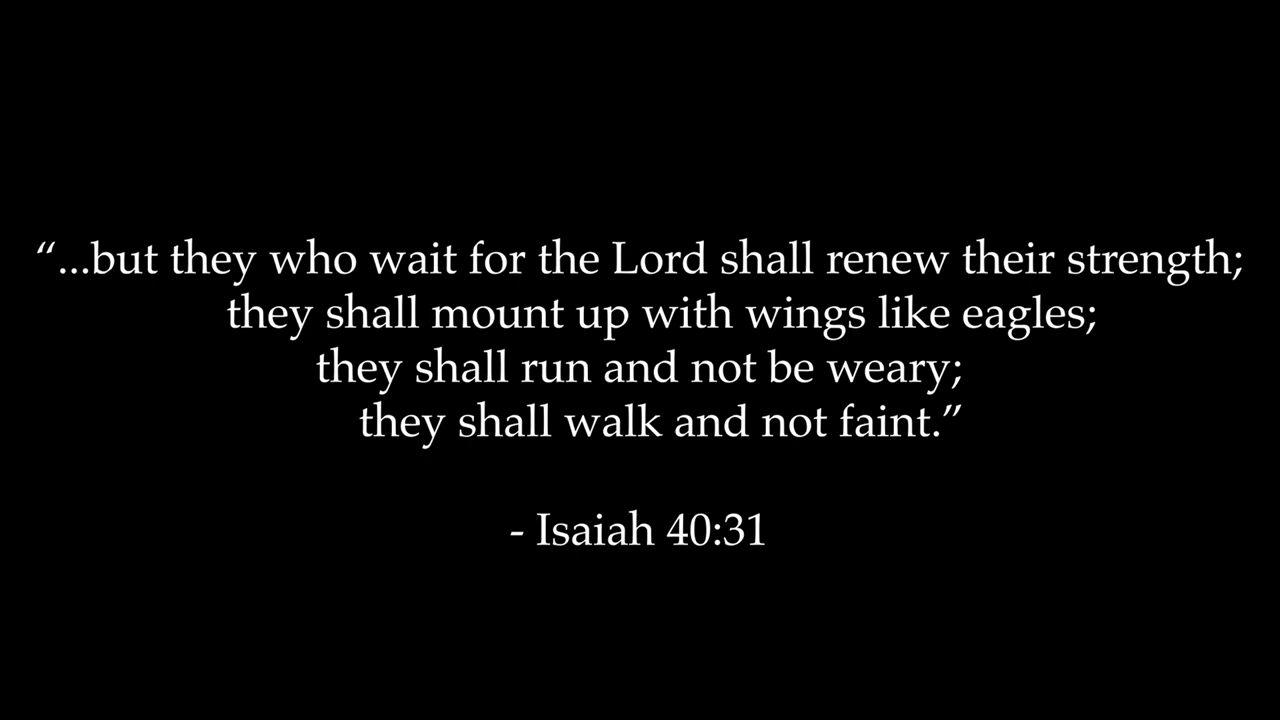 “...but they who wait for the Lord shall renew their strength;
they shall mount up with wings like eagles;
they shall run and not be weary;
they shall walk and not faint.”
- Isaiah 40:31